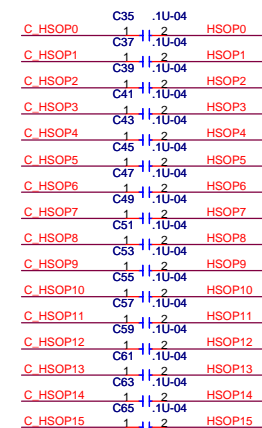 C35 .1U-04
C_HSOP0 1 2 HSOP0
C37 .1U-04
C_HSOP1 1 2 HSOP1
C39 .1U-04
C_HSOP2 1 2 HSOP2
C41 .1U-04
C_HSOP3 1 2 HSOP3
C43 .1U-04
C_HSOP4 1 2 HSOP4
C45 .1U-04
C_HSOP5 1 2 HSOP5
C47 .1U-04
C_HSOP6 1 2 HSOP6
C49 .1U-04
C_HSOP7 1 2 HSOP7
C51 .1U-04
C_HSOP8 1 2 HSOP8
C53 .1U-04
C_HSOP9 1 2 HSOP9
C55 .1U-04
C_HSOP10 1 2 HSOP10
C57 .1U-04
C_HSOP11 1 2 HSOP11
C59 .1U-04
C_HSOP12 1 2 HSOP12
C61 .1U-04
C_HSOP13 1 2 HSOP13
C63 .1U-04
C_HSOP14 1 2 HSOP14
C65 .1U-04
C_HSOP15 1 2 HSOP15